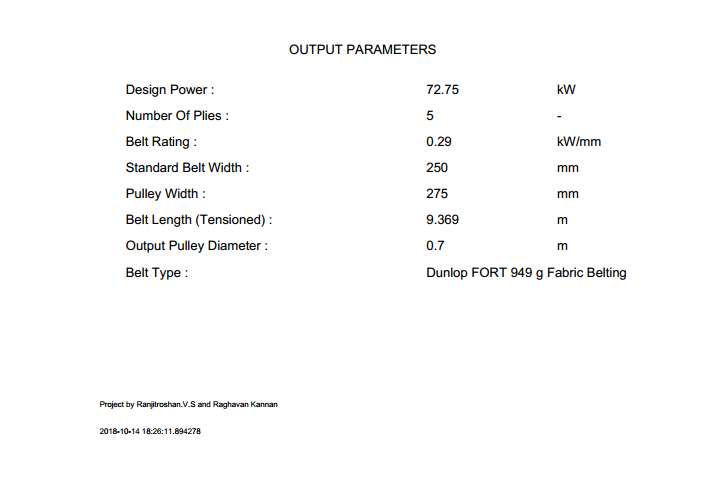 OUTPUT PARAMETERS
Design Power : 72.75 kW
Number Of Plies : 5 -
Belt Rating : 0.29 kW/mm
Standard Belt Width : 250 mm
Pulley Width : 275 mm
Belt Length (Tensioned) : 9.369 m
Output Pulley Diameter : 0.7 m
Belt Type : Dunlop FORT 949 g Fabric Belting
Project by Ranjitroshan.V.S and Raghavan Kannan
2018-10-14 18:26:11.894278